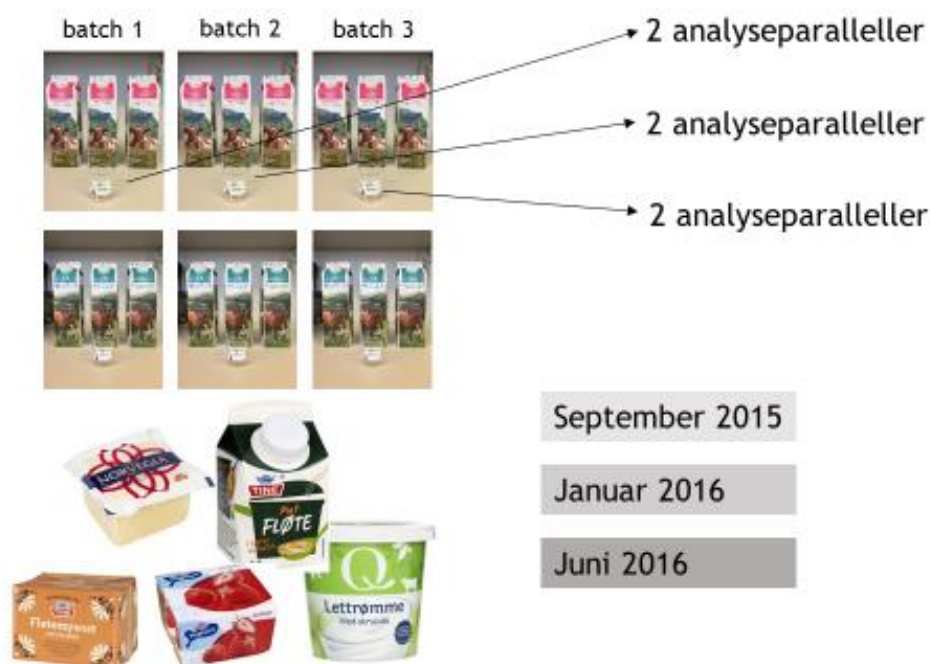 batch 1
batch 2
batch 3
2 analyseparalleller
2 analyseparalleller
2 analyseparalleller
September 2015
Januar 2016
Juni 2016
NORVEGIA
TINE
FLØTE
Q
Lettrømme
Fløtemysost